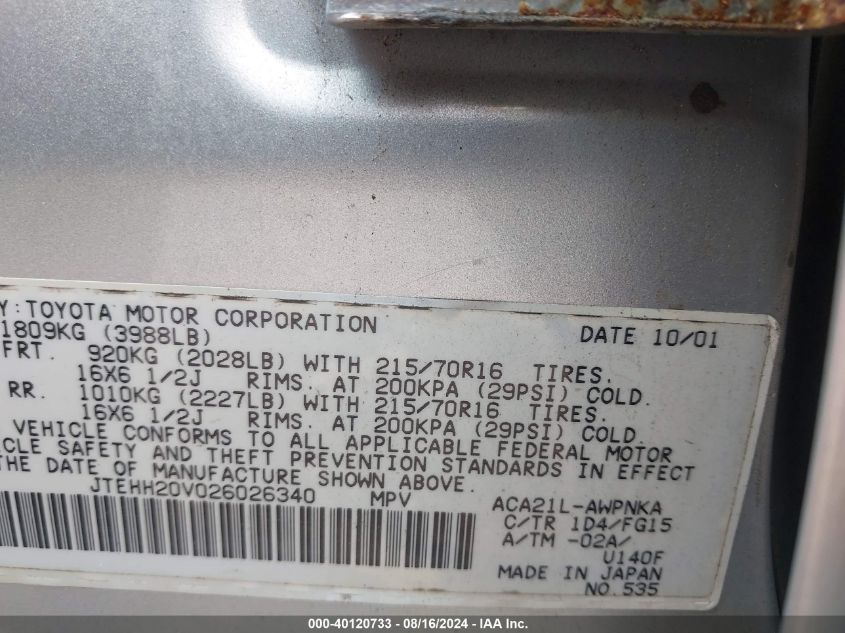 Y:TOYOTA MOTOR CORPORATION DATE 10/01
1809KG (3988LB)
FRT. 920KG (2028LB) WITH 215/70R16 TIRES.
16X6 1/2J RIMS. AT 200KPA (29PSI) COLD.
RR. 1010KG (2227LB) WITH 215/70R16 TIRES.
16X6 1/2J RIMS. AT 200KPA (29PSI) COLD.
VEHICLE CONFORMS TO ALL APPLICABLE FEDERAL MOTOR
ICLE SAFETY AND THEFT PREVENTION STANDARDS IN EFFECT
THE DATE OF MANUFACTURE SHOWN ABOVE.
JTEHH20V026026340 MPV ACA21L-AWPNKA
C/TR 1D4/FG15
A/TM -02A/
U140F
MADE IN JAPAN
NO.535
000-40120733 - 08/16/2024 - IAA Inc.